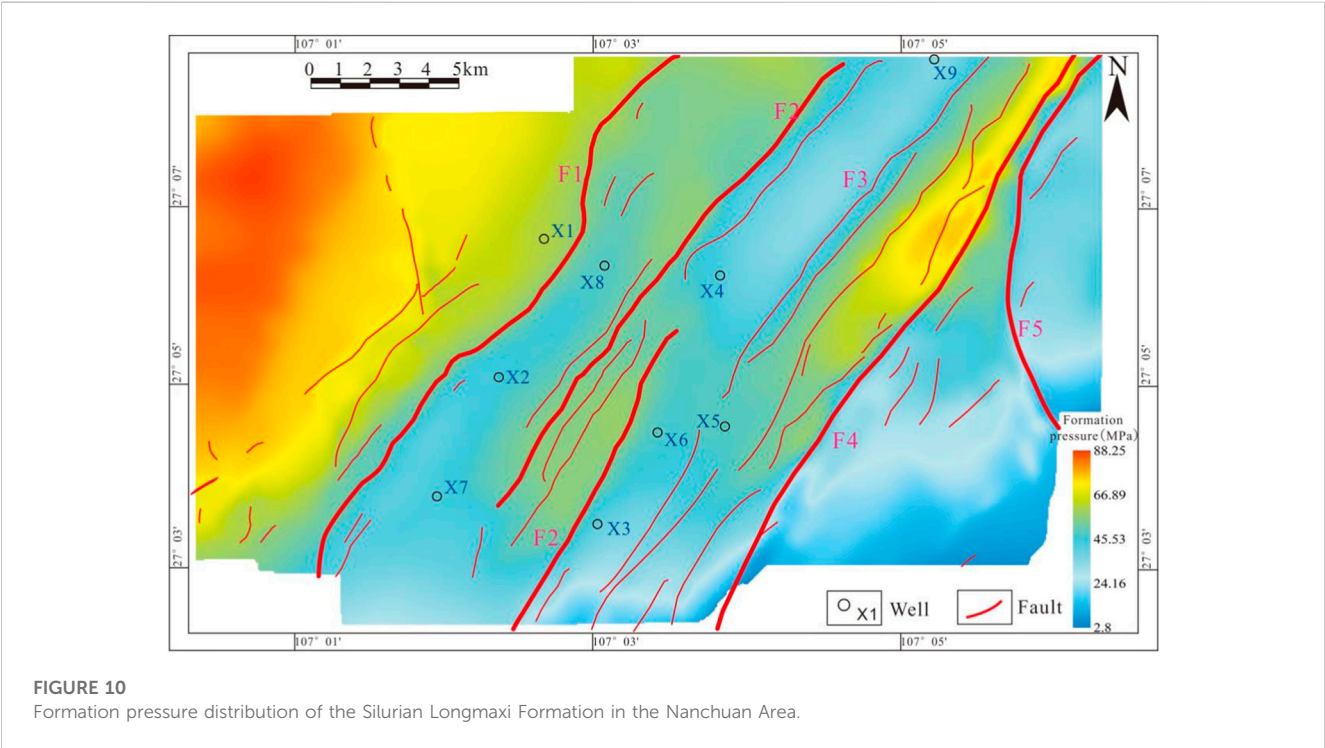 107° 01' 107° 03' 107° 05'
0 1 2 3 4 5km
N
X9
F2
F1
F3
27° 07' 27° 07'
X1
X8
X4
F5
27° 05' 27° 05'
X2
X5
X6
F4
Formation
pressure(MPa)
88.25
66.89
45.53
24.16
2.8
X7
X3
F2
27° 03' 27° 03'
X1 Well Fault
107° 01' 107° 03' 107° 05'
FIGURE 10
Formation pressure distribution of the Silurian Longmaxi Formation in the Nanchuan Area.